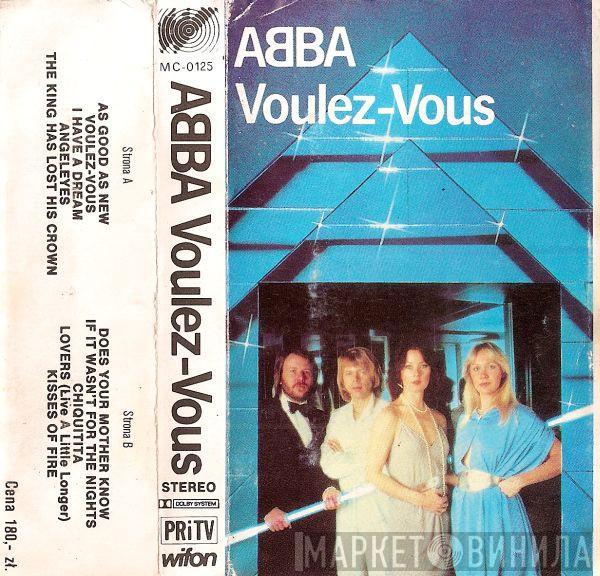 Strona A
AS GOOD AS NEW
VOULEZ-VOUS
I HAVE A DREAM
ANGELEYES
THE KING HAS LOST HIS CROWN
Strona B
DOES YOUR MOTHER KNOW
IF IT WASN'T FOR THE NIGHTS
CHIQUITITA
LOVERS (Live A Little Longer)
KISSES OF FIRE
Cena 180,- zł.
MC-0125
AᗺBA Voulez-Vous
STEREO
DOLBY SYSTEM
PRiTV
wifon
AᗺBA
Voulez-Vous
МАРКЕТ ВИНИЛА